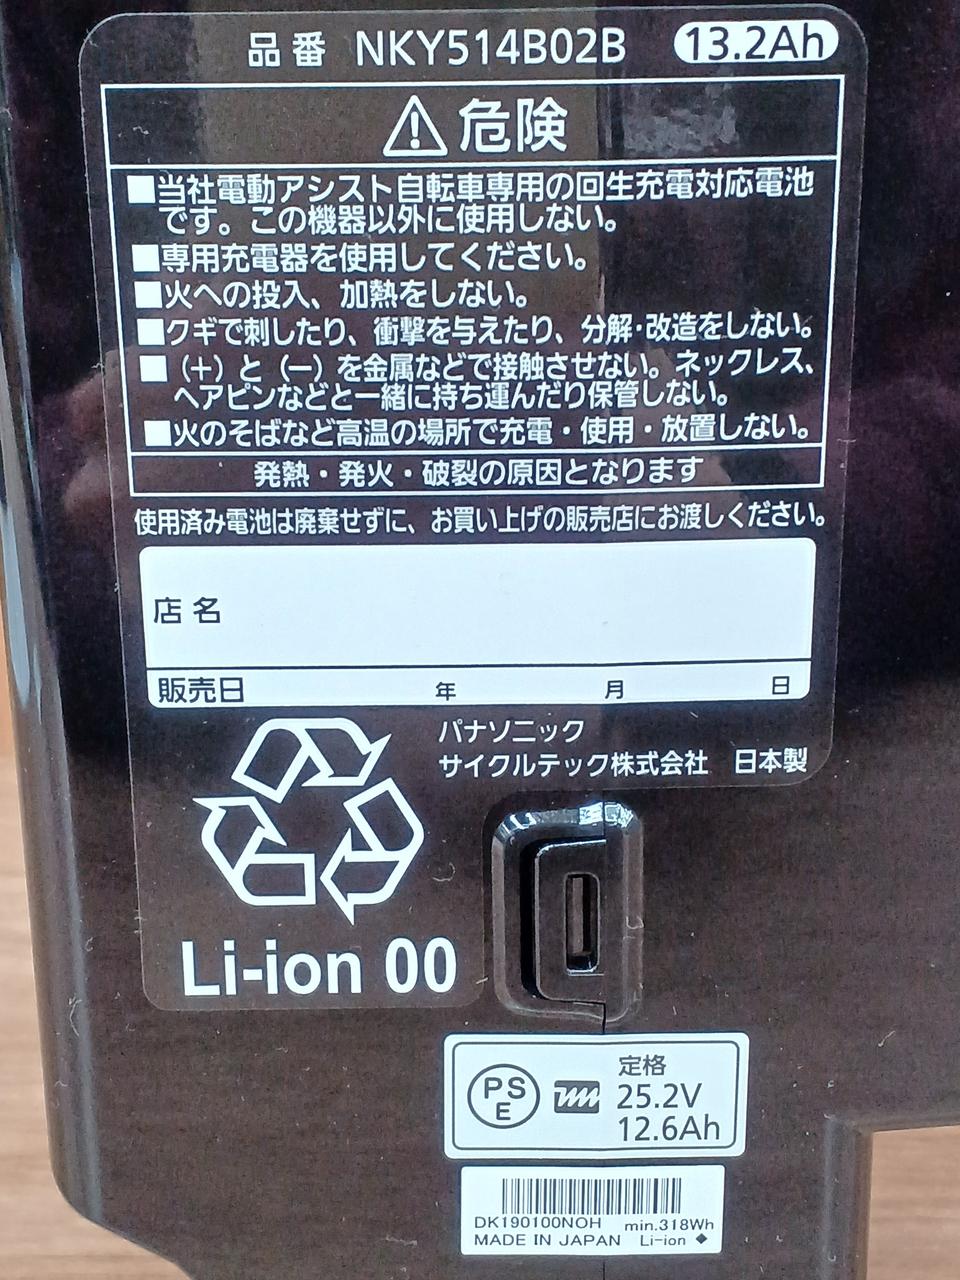 品番 NKY514B02B 13.2Ah
危険
■当社電動アシスト自転車専用の回生充電対応電池
です。この機器以外に使用しない。
■専用充電器を使用してください。
■火への投入、加熱をしない。
■クギで刺したり、衝撃を与えたり、分解・改造をしない。
■（+）と（−）を金属などで接触させない。ネックレス、
ヘアピンなどと一緒に持ち運んだり保管しない。
■火のそばなど高温の場所で充電・使用・放置しない。
発熱・発火・破裂の原因となります
使用済み電池は廃棄せずに、お買い上げの販売店にお渡しください。
店名
販売日 年 月 日
パナソニック
サイクルテック株式会社 日本製
Li-ion 00
PSE
定格
25.2V
12.6Ah
DK190100NOH min.318Wh
MADE IN JAPAN Li-ion ◆